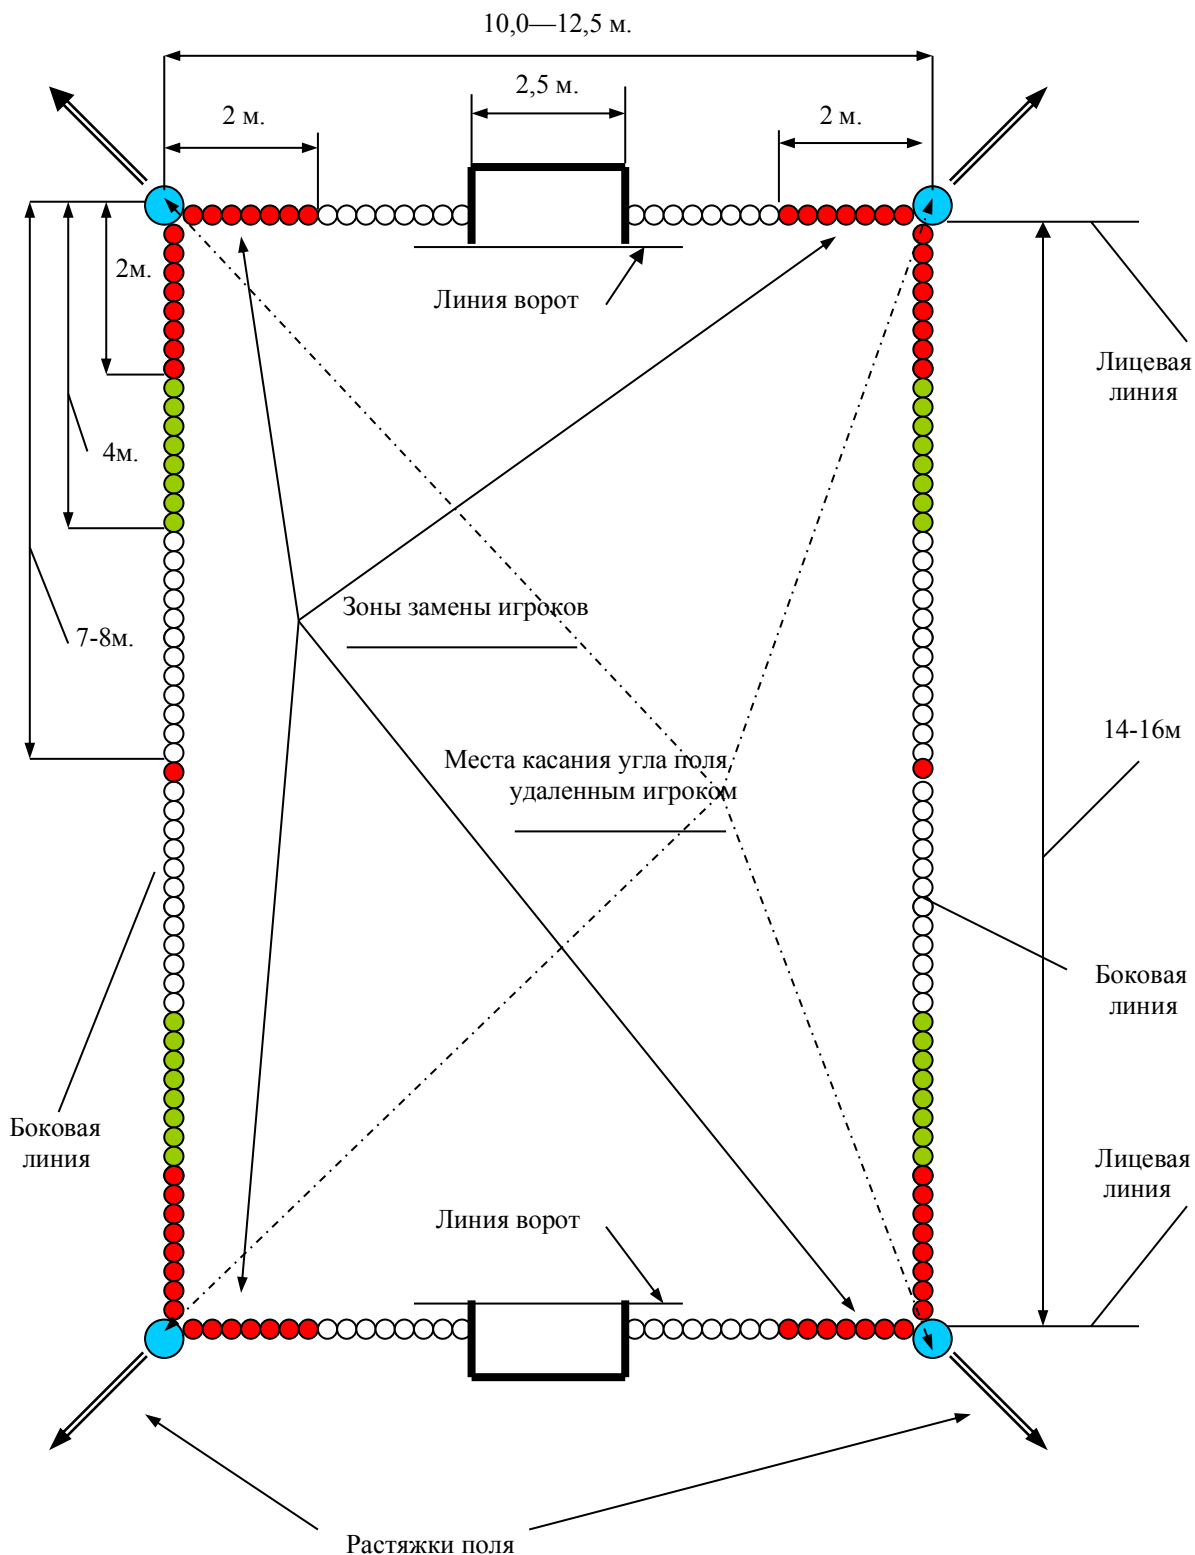 10,0—12,5 м.
2,5 м.
2 м.
2 м.
2м.
Линия ворот
Лицевая
линия
4м.
Зоны замены игроков
7-8м.
14-16м
Места касания угла поля
удаленным игроком
Боковая
линия
Боковая
линия
Лицевая
линия
Линия ворот
Растяжки поля